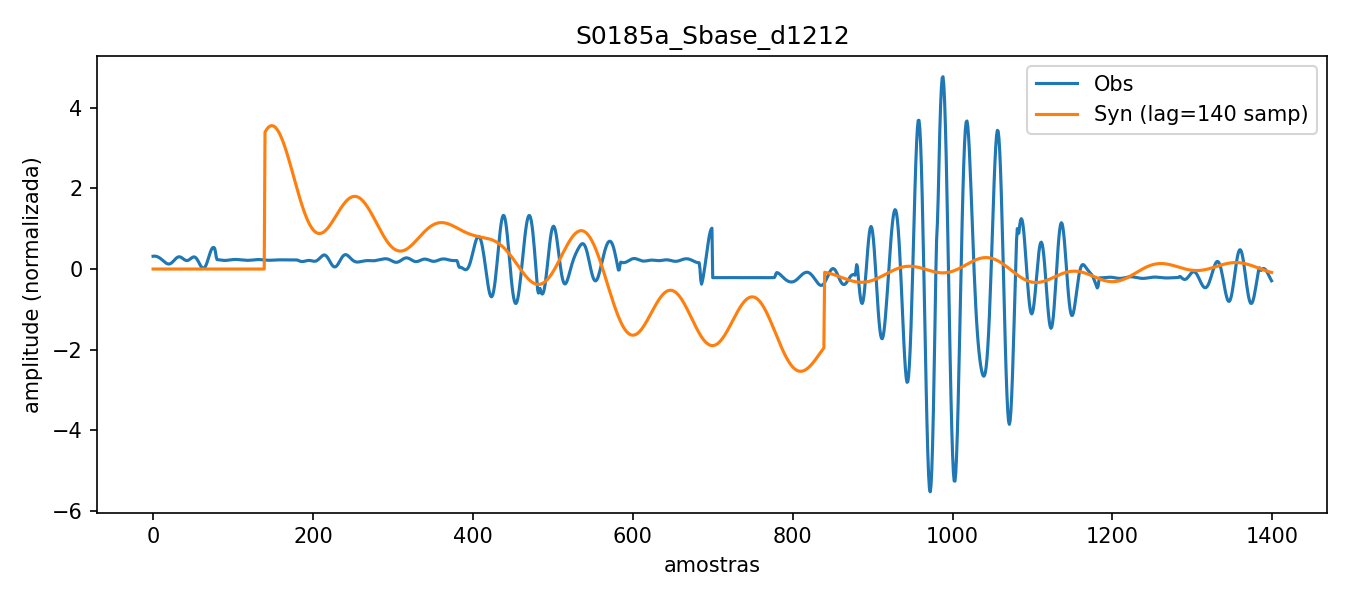 S0185a_Sbase_d1212
Obs
Syn (lag=140 samp)
amplitude (normalizada)
4
2
0
−2
−4
−6
0 200 400 600 800 1000 1200 1400
amostras